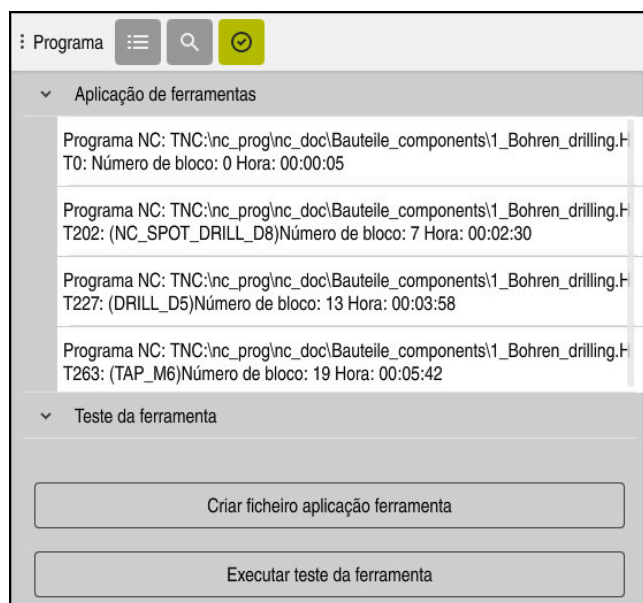 Programa
Aplicação de ferramentas
Programa NC: TNC:\nc_prog\nc_doc\Bauteile_components\1_Bohren_drilling.H
T0: Número de bloco: 0 Hora: 00:00:05
Programa NC: TNC:\nc_prog\nc_doc\Bauteile_components\1_Bohren_drilling.H
T202: (NC_SPOT_DRILL_D8)Número de bloco: 7 Hora: 00:02:30
Programa NC: TNC:\nc_prog\nc_doc\Bauteile_components\1_Bohren_drilling.H
T227: (DRILL_D5)Número de bloco: 13 Hora: 00:03:58
Programa NC: TNC:\nc_prog\nc_doc\Bauteile_components\1_Bohren_drilling.H
T263: (TAP_M6)Número de bloco: 19 Hora: 00:05:42
Teste da ferramenta
Criar ficheiro aplicação ferramenta
Executar teste da ferramenta